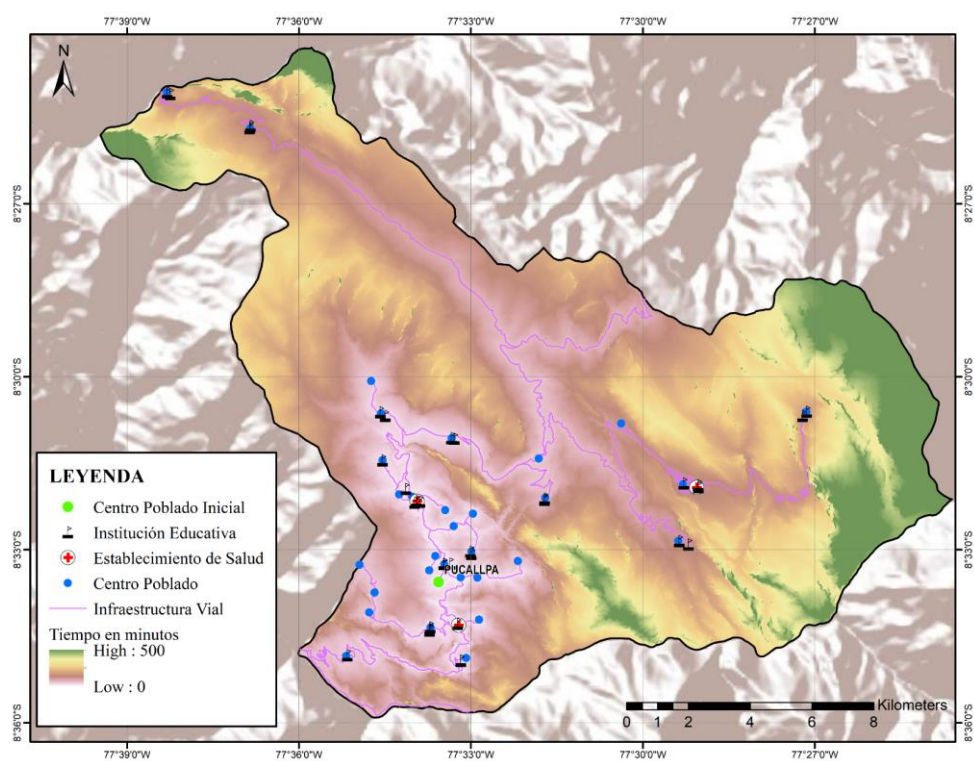 77°39'0"W 77°36'0"W 77°33'0"W 77°30'0"W 77°27'0"W
N
8°27'0"S 8°27'0"S
8°30'0"S 8°30'0"S
LEYENDA
Centro Poblado Inicial
Institución Educativa
Establecimiento de Salud
Centro Poblado
Infraestructura Vial
Tiempo en minutos
High : 500
Low : 0
8°33'0"S 8°33'0"S
PUCALLPA
Kilometers
0 1 2 4 6 8
8°36'0"S 8°36'0"S
77°39'0"W 77°36'0"W 77°33'0"W 77°30'0"W 77°27'0"W